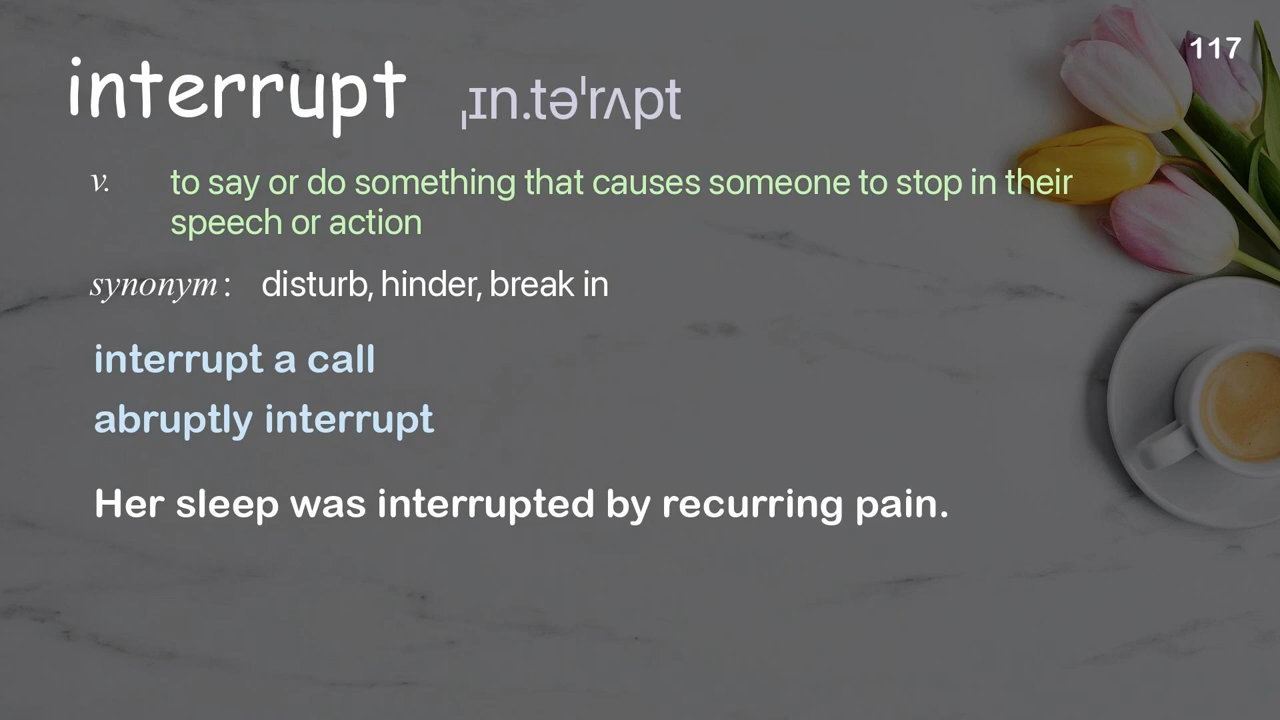 117
interrupt ˌɪn.təˈrʌpt
v. to say or do something that causes someone to stop in their
speech or action
synonym: disturb, hinder, break in
interrupt a call
abruptly interrupt
Her sleep was interrupted by recurring pain.